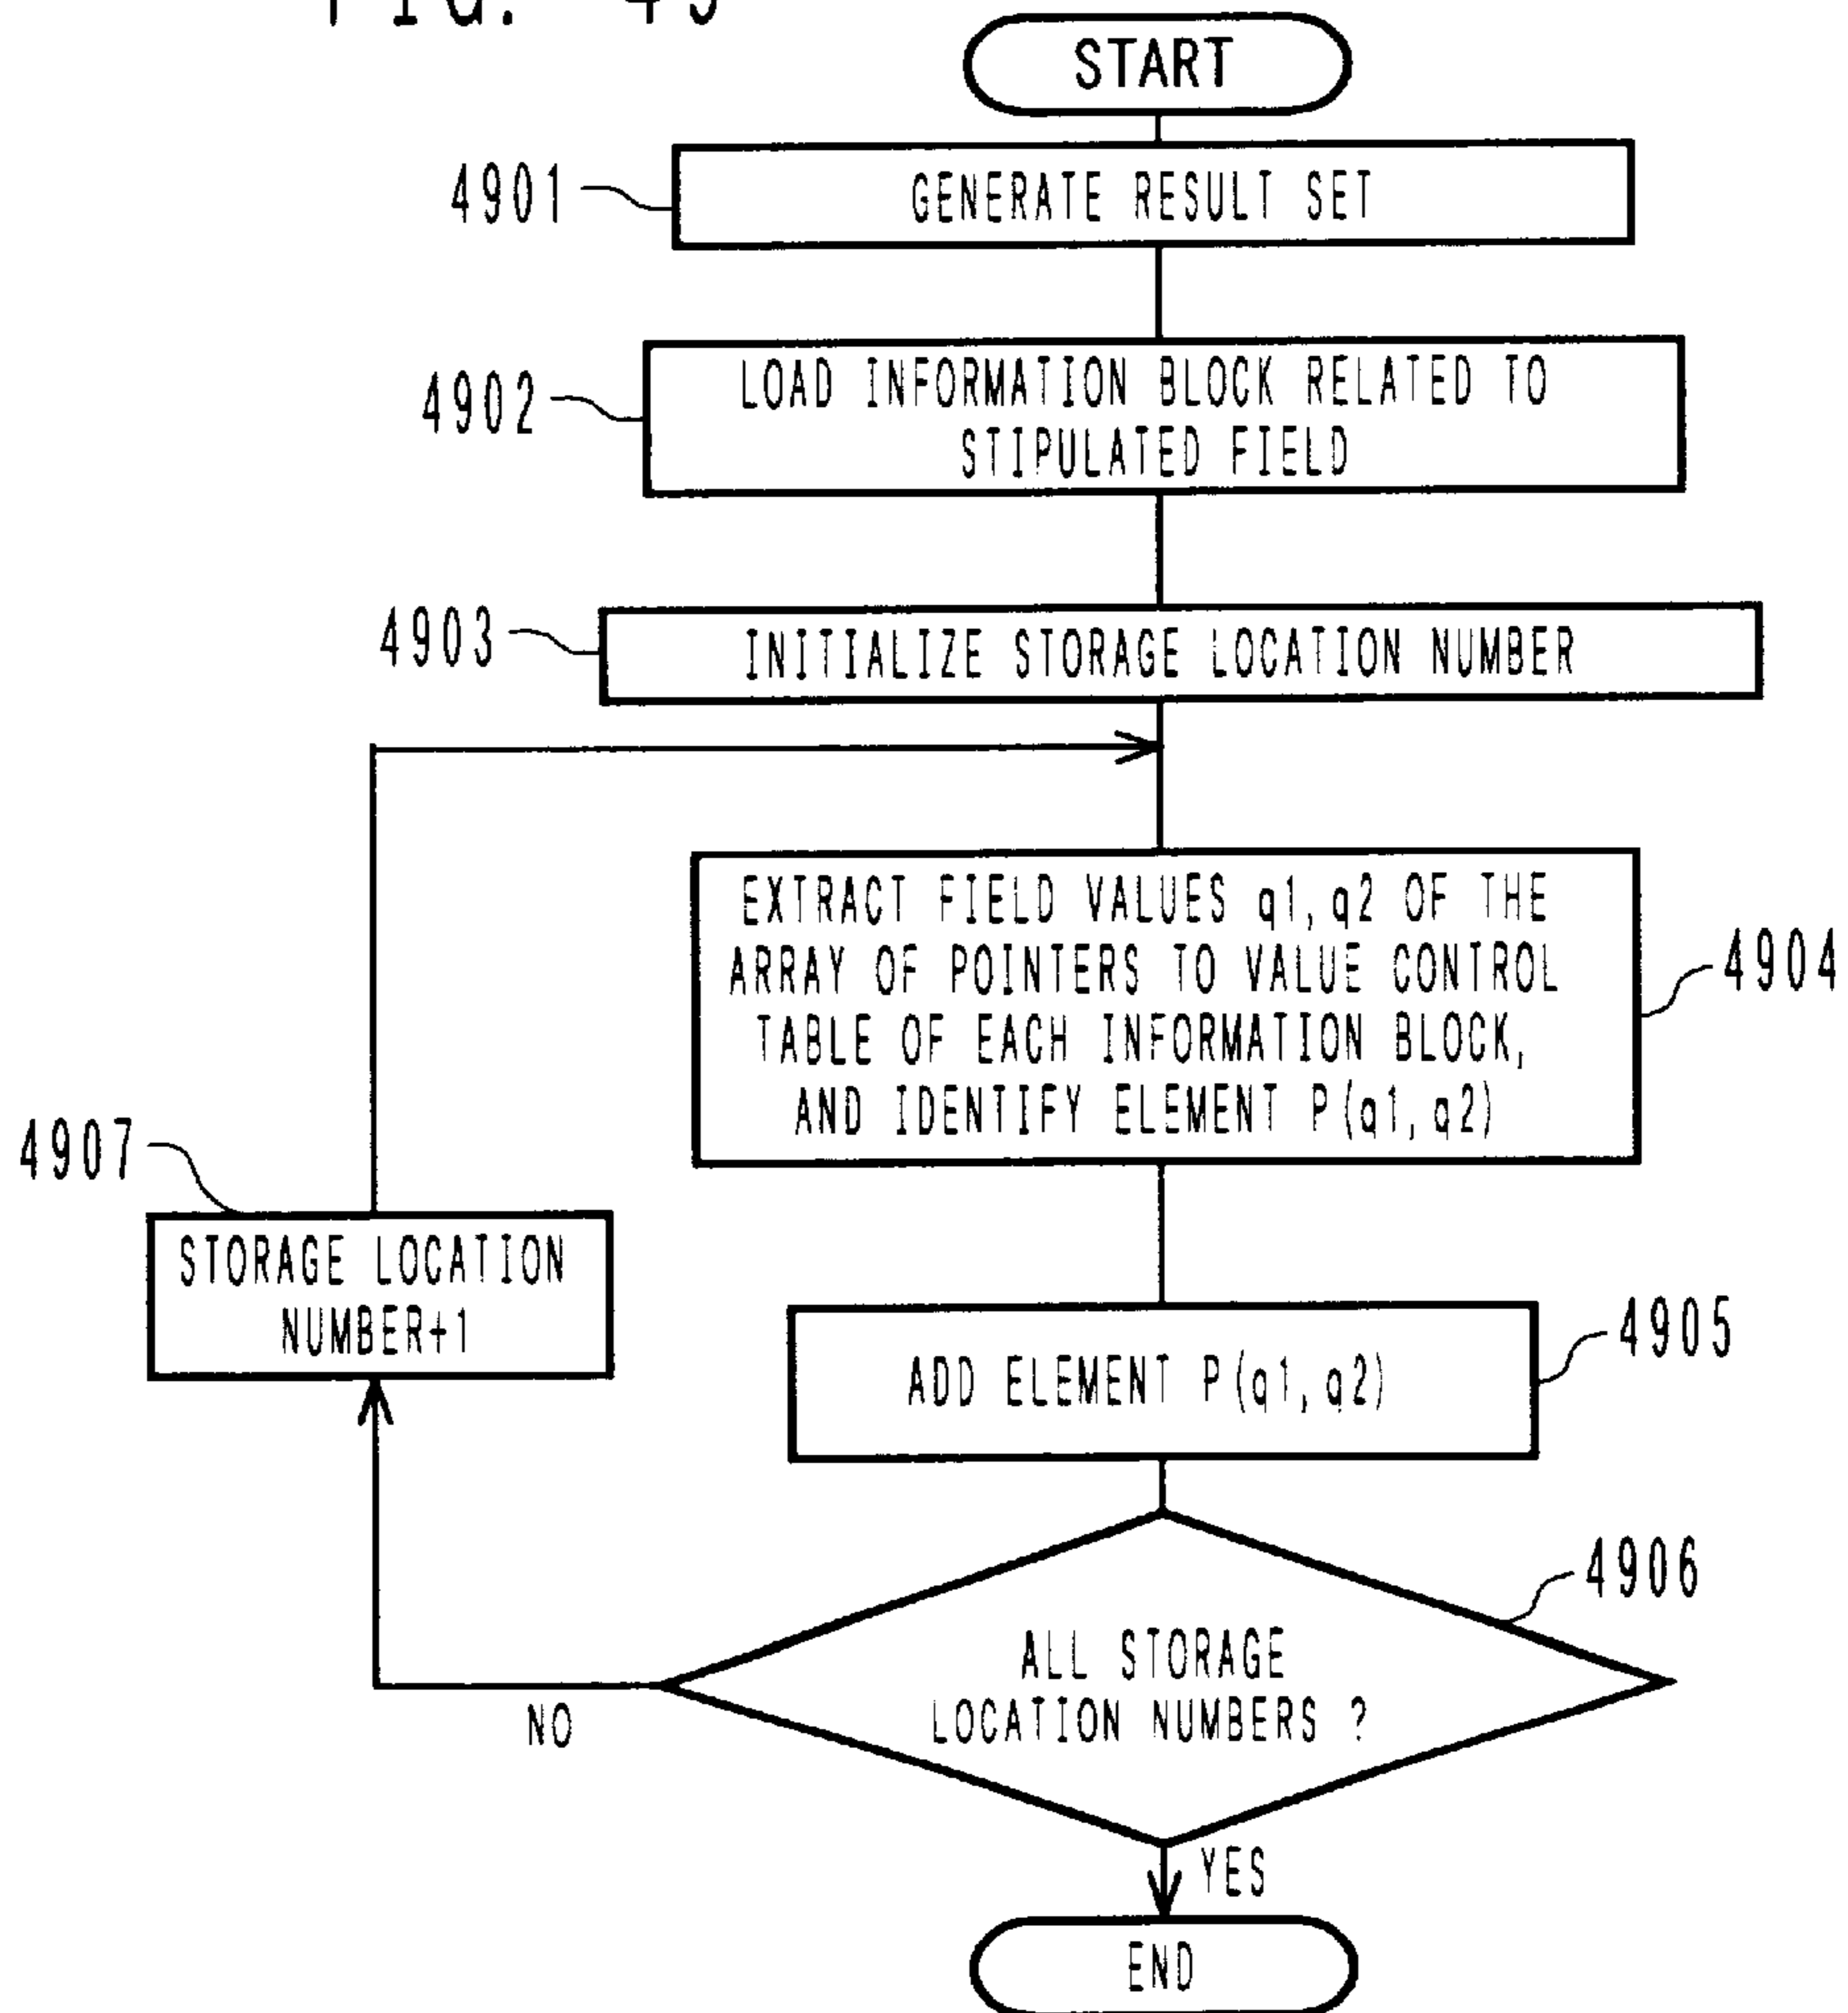 FIG. 49
START
4901
GENERATE RESULT SET
4902
LOAD INFORMATION BLOCK RELATED TO
STIPULATED FIELD
4903
INITIALIZE STORAGE LOCATION NUMBER
EXTRACT FIELD VALUES q1,q2 OF THE
ARRAY OF POINTERS TO VALUE CONTROL
TABLE OF EACH INFORMATION BLOCK,
AND IDENTIFY ELEMENT P(q1,q2)
4904
4907
STORAGE LOCATION
NUMBER+1
ADD ELEMENT P(q1,q2)
4905
4906
ALL STORAGE
LOCATION NUMBERS ?
NO
YES
END